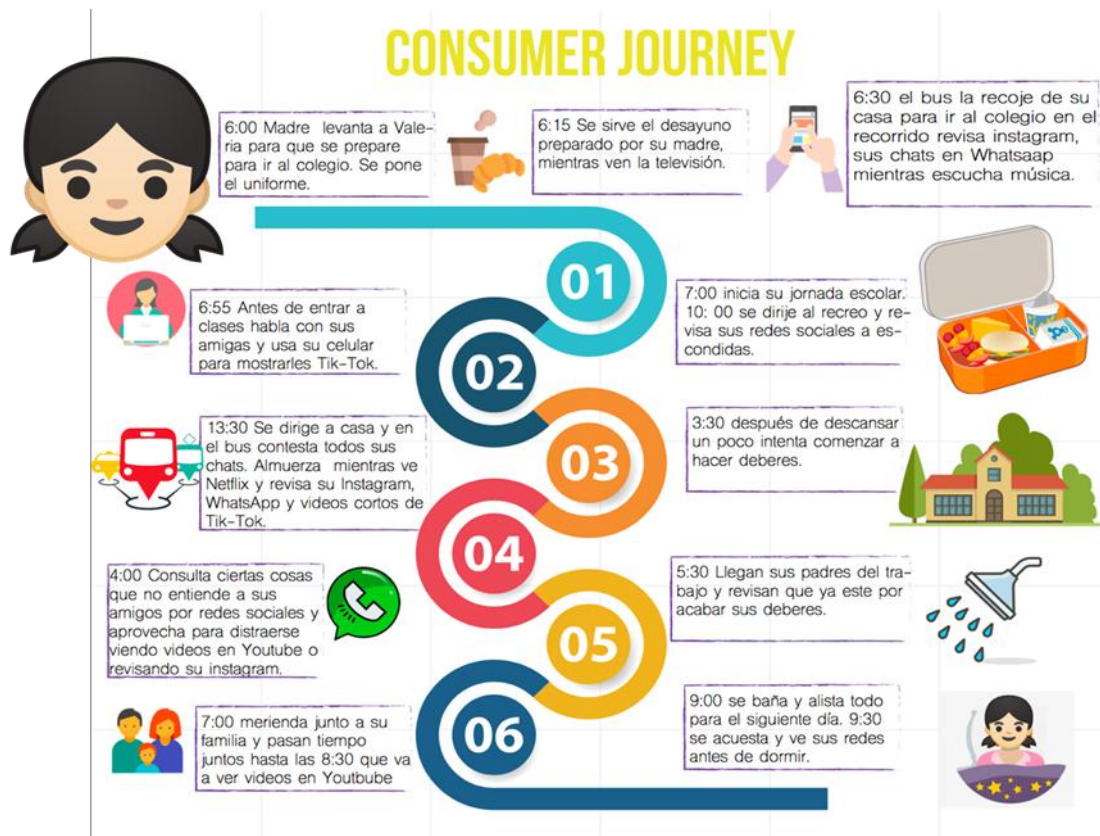 CONSUMER JOURNEY
6:00 Madre levanta a Vale-
ria para que se prepare
para ir al colegio. Se pone
el uniforme.
6:15 Se sirve el desayuno
preparado por su madre,
mientras ven la televisión.
6:30 el bus la recoje de su
casa para ir al colegio en el
recorrido revisa instagram,
sus chats en Whatsaap
mientras escucha música.
01
6:55 Antes de entrar a
clases habla con sus
amigas y usa su celular
para mostrarles Tik-Tok.
7:00 inicia su jornada escolar.
10: 00 se dirije al recreo y re-
visa sus redes sociales a es-
condidas.
02
13:30 Se dirige a casa y en
el bus contesta todos sus
chats. Almuerza mientras ve
Netflix y revisa su Instagram,
WhatsApp y videos cortos de
Tik-Tok.
03
3:30 después de descansar
un poco intenta comenzar a
hacer deberes.
04
4:00 Consulta ciertas cosas
que no entiende a sus
amigos por redes sociales y
aprovecha para distraerse
viendo videos en Youtube o
revisando su instagram.
5:30 Llegan sus padres del tra-
bajo y revisan que ya este por
acabar sus deberes.
05
7:00 merienda junto a su
familia y pasan tiempo
juntos hasta las 8:30 que va
a ver videos en Youtbube
06
9:00 se baña y alista todo
para el siguiente día. 9:30
se acuesta y ve sus redes
antes de dormir.